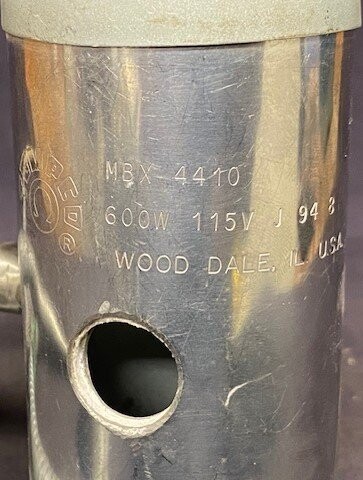 MBX 4410
600W 115V J 94 8
WOOD DALE, IL. U.S.A.
®